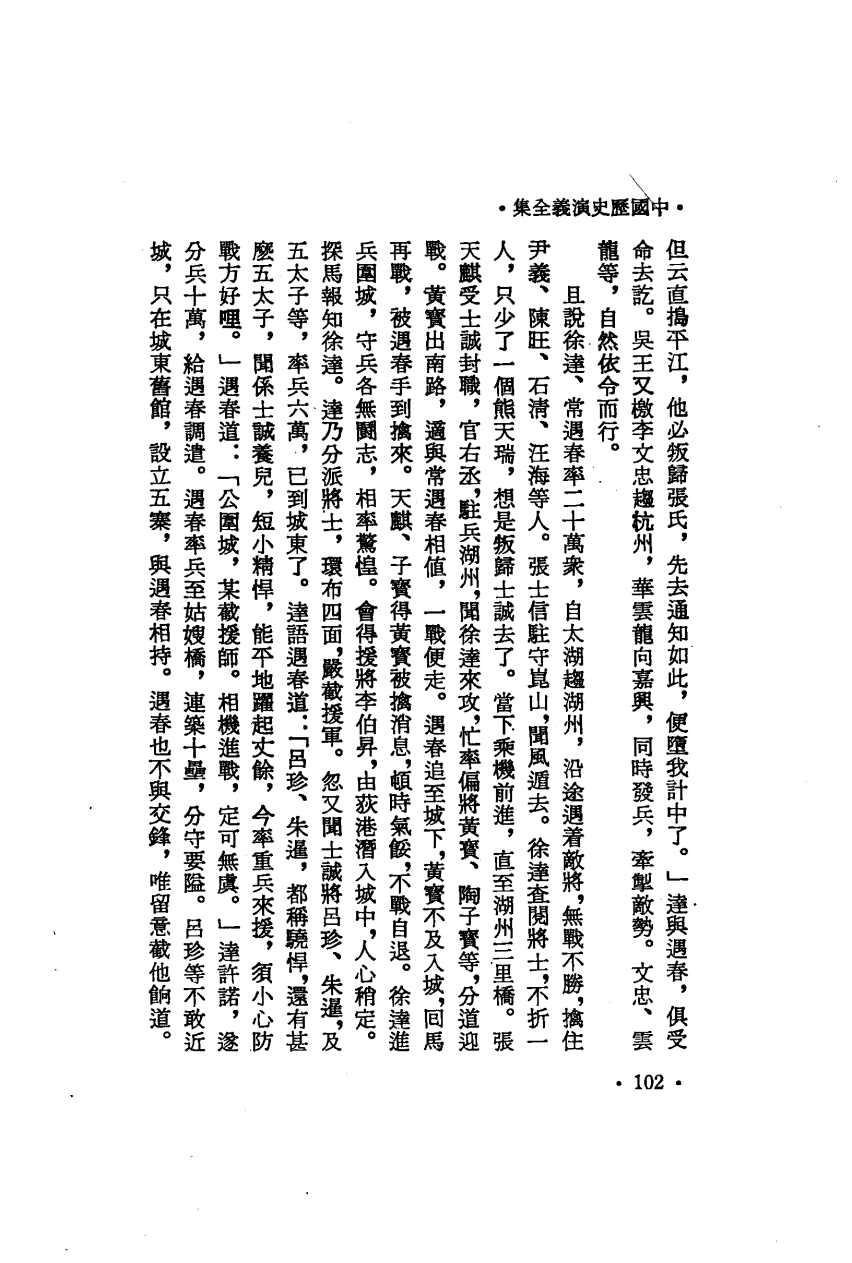 ·中國歷史演義全集·
但云直搗平江，他必叛歸張氏，先去通知如此，便墮我計中了。」達與遇春，俱受
命去訖。吳王又檄李文忠趨杭州，華雲龍向嘉興，同時發兵，牽掣敵勢。文忠、雲
龍等，自然依令而行。
且說徐達、常遇春率二十萬衆，自太湖趨湖州，沿途遇着敵將，無戰不勝，擒住
尹義、陳旺、石清、汪海等人。張士信駐守崑山，聞風遁去。徐達查閱將士，不折一
人，只少了一個熊天瑞，想是叛歸士誠去了。當下乘機前進，直至湖州三里橋。張
天麒受士誠封職，官右丞，駐兵湖州，聞徐達來攻，忙率偏將黃寶、陶子寶等，分道迎
戰。黃寶出南路，適與常遇春相值，一戰便走。遇春追至城下，黃寶不及入城，回馬
再戰，被遇春手到擒來。天麒、子寶得黃寶被擒消息，頓時氣餒，不戰自退。徐達進
兵圍城，守兵各無鬭志，相率驚惶。會得援將李伯昇，由荻港潛入城中，人心稍定。
探馬報知徐達。達乃分派將士，環布四面，嚴截援軍。忽又聞士誠將呂珍、朱暹，及
五太子等，率兵六萬，已到城東了。達語遇春道：「呂珍、朱暹，都稱驍悍，還有甚
麼五太子，聞係士誠養兒，短小精悍，能平地躍起丈餘，今率重兵來援，須小心防
戰方好哩。」遇春道：「公圍城，某截援師。相機進戰，定可無虞。」達許諾，遂
分兵十萬，給遇春調遣。遇春率兵至姑嫂橋，連築十壘，分守要隘。呂珍等不敢近
城，只在城東舊館，設立五寨，與遇春相持。遇春也不與交鋒，唯留意截他餉道。
·102·